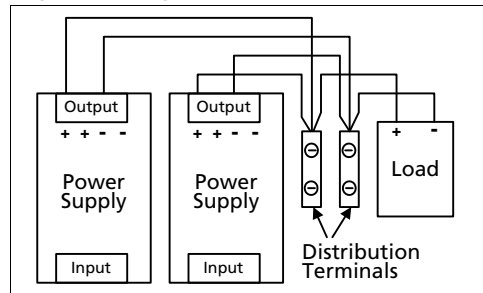 Output
+ + - -
Power
Supply
Input
Output
+ + - -
Power
Supply
Input
+ -
Load
Distribution
Terminals